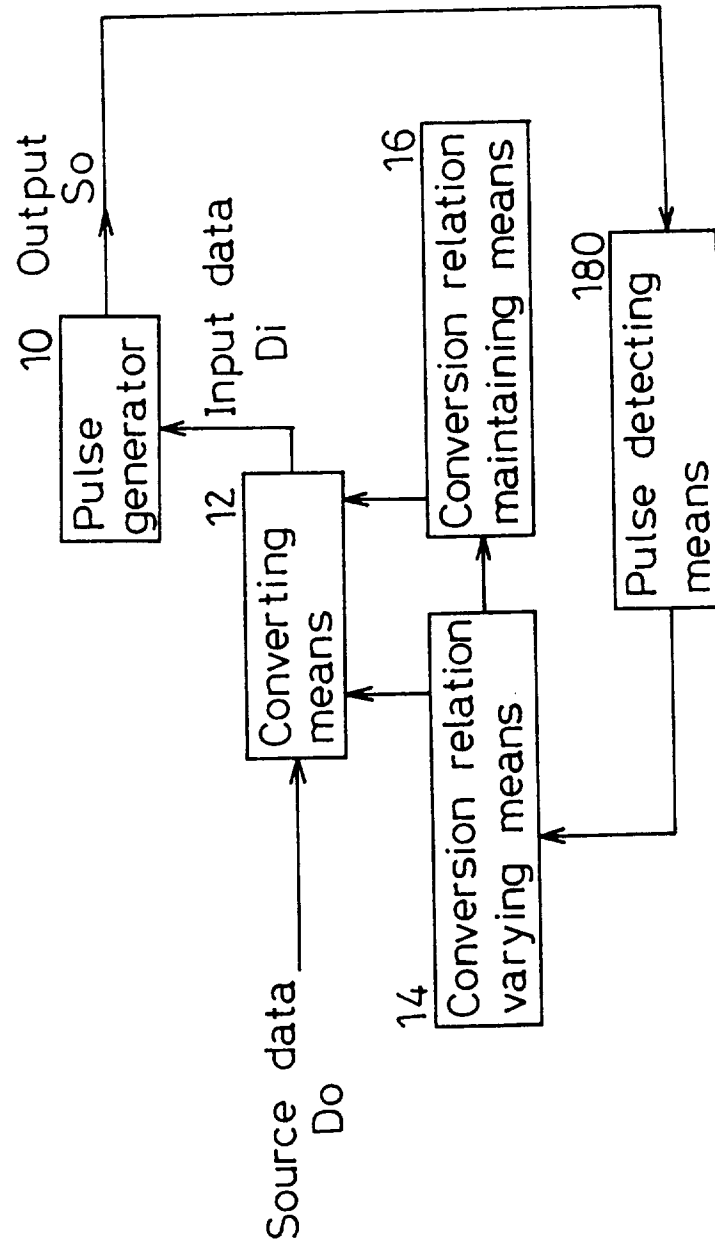 10
Output
So
Pulse
generator
Input data
Di
12
Converting
means
Source data
Do
14
Conversion relation
varying means
16
Conversion relation
maintaining means
180
Pulse detecting
means